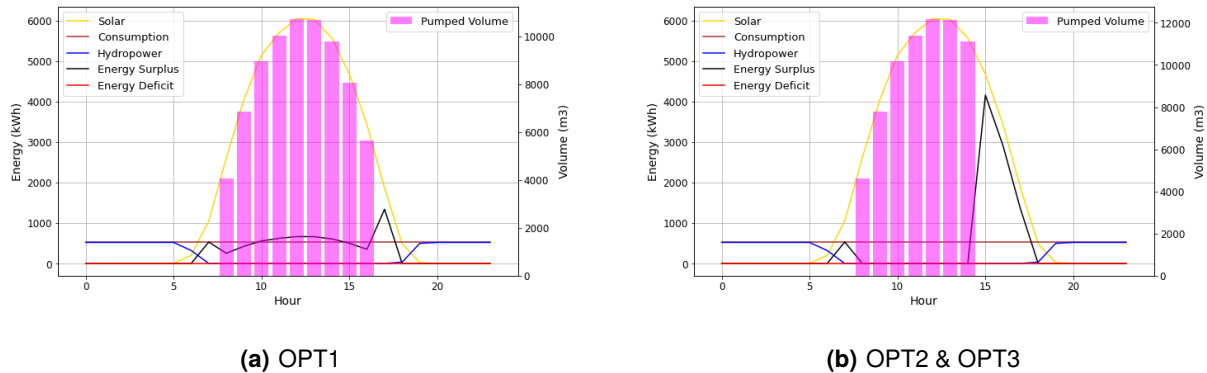 Solar
Consumption
Hydropower
Energy Surplus
Energy Deficit
Pumped Volume
6000
5000
4000
3000
2000
1000
0
Energy (kWh)
10000
8000
6000
4000
2000
0
Volume (m3)
0 5 10 15 20
Hour
(a) OPT1
Solar
Consumption
Hydropower
Energy Surplus
Energy Deficit
Pumped Volume
6000
5000
4000
3000
2000
1000
0
Energy (kWh)
12000
10000
8000
6000
4000
2000
0
Volume (m3)
0 5 10 15 20
Hour
(b) OPT2 & OPT3